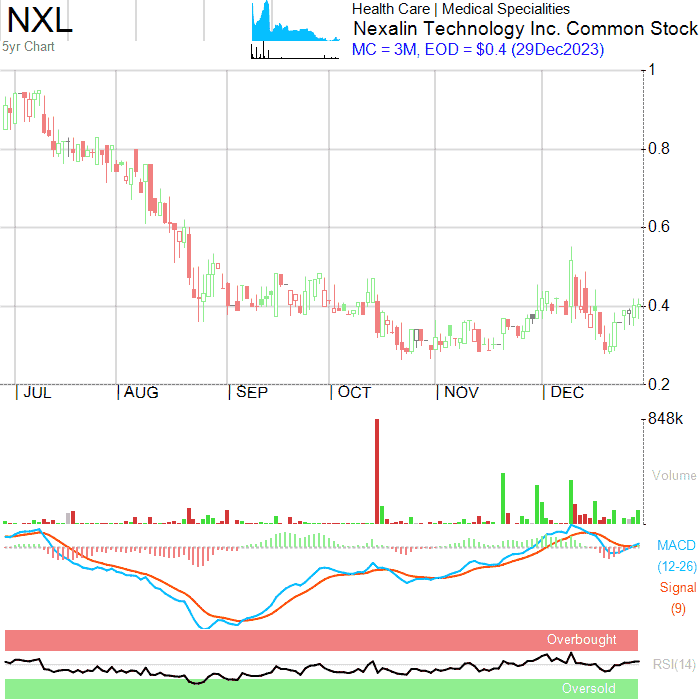 NXL
5yr Chart
Health Care | Medical Specialities
Nexalin Technology Inc. Common Stock
MC = 3M, EOD = $0.4 (29Dec2023)
1
0.8
0.6
0.4
0.2
JUL AUG SEP OCT NOV DEC
848k
Volume
MACD
(12-26)
Signal
(9)
Overbought
RSI(14)
Oversold